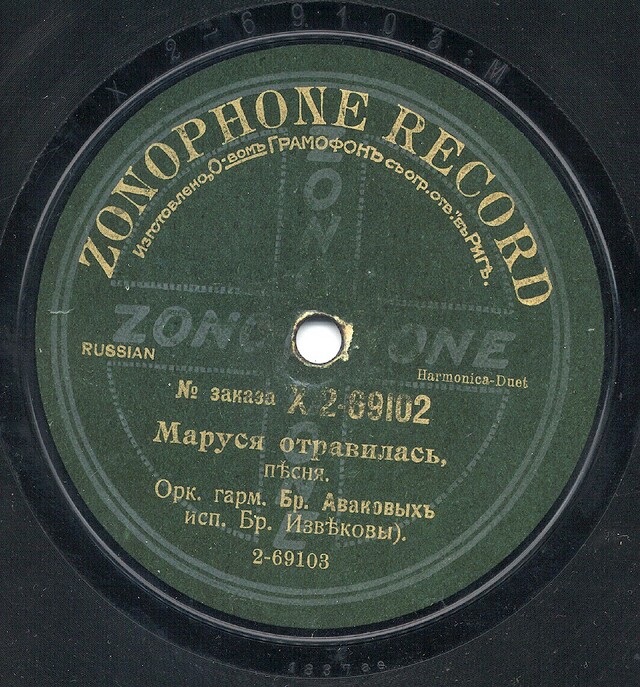 X 2-69103:M
ZONOPHONE RECORD
Изготовлено „О-вомъ ГРАМОФОНЪ съ огр. отв." въ Ригѣ.
ZONOPHONE
ZONOPHONE
RUSSIAN
Harmonica-Duet
№ заказа X 2-69102
Маруся отравилась,
пѣсня.
Орк. гарм. Бр. Аваковыхъ
исп. Бр. Извѣковы).
2-69103